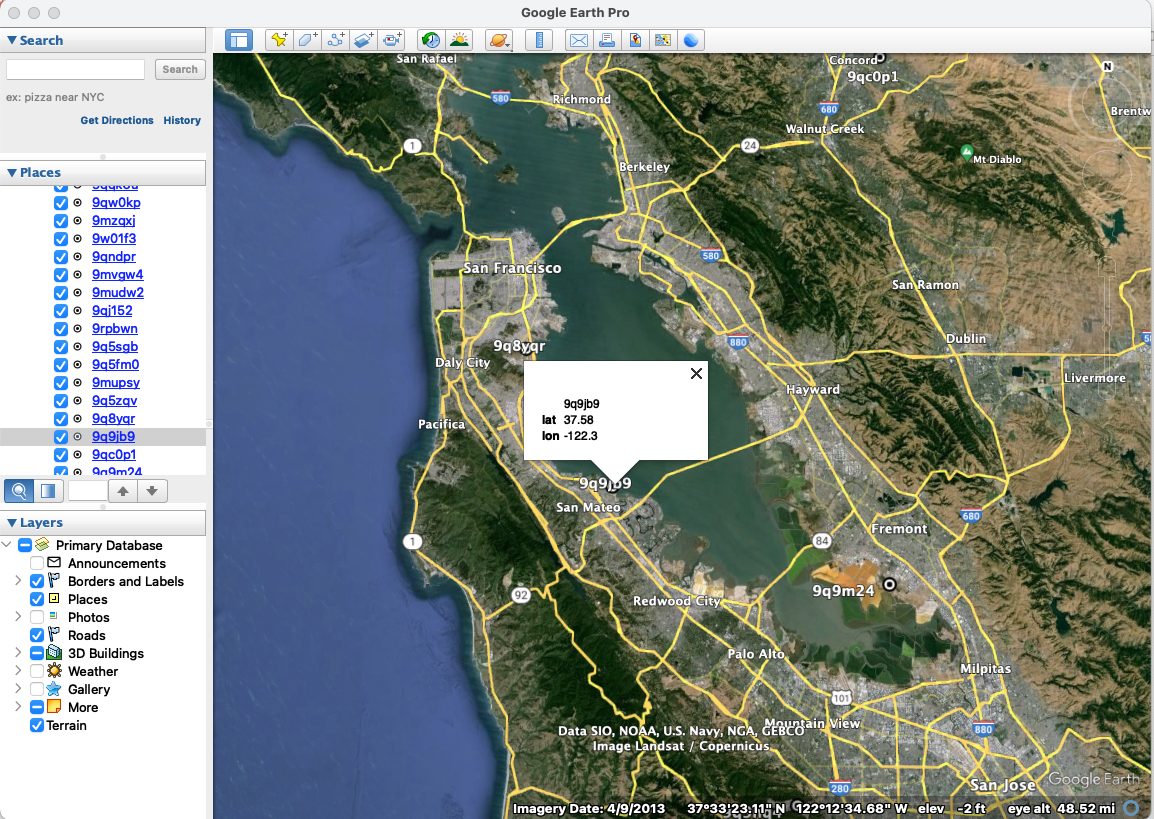 Google Earth Pro
Search
Search
ex: pizza near NYC
Get Directions History
Places
9qw0kp
9mzqxj
9w01f3
9qndpr
9mvgw4
9mudw2
9qj152
9rpbwn
9q5sgb
9q5fm0
9mupsy
9q5zqv
9q8yqr
9q9jb9
9qc0p1
9q9m24
Layers
Primary Database
Announcements
Borders and Labels
Places
Photos
Roads
3D Buildings
Weather
Gallery
More
Terrain
San Rafael
Concord
9qc0p1
N
580
Richmond
680
Brentw
Walnut Creek
1
24
Mt Diablo
Berkeley
580
San Francisco
San Ramon
9q8yqr
880
Dublin
Daly City
Livermore
Hayward
9q9jb9
lat 37.58
lon -122.3
Pacifica
9q9jb9
San Mateo
680
Fremont
1
84
92
9q9m24
Redwood City
Palo Alto
Milpitas
101
Mountain View
Data SIO, NOAA, U.S. Navy, NGA, GEBCO
Image Landsat / Copernicus
880
280
San Jose
Google Earth
Imagery Date: 4/9/2013 37°33'23.11" N 122°12'34.68" W elev -2 ft eye alt 48.52 mi